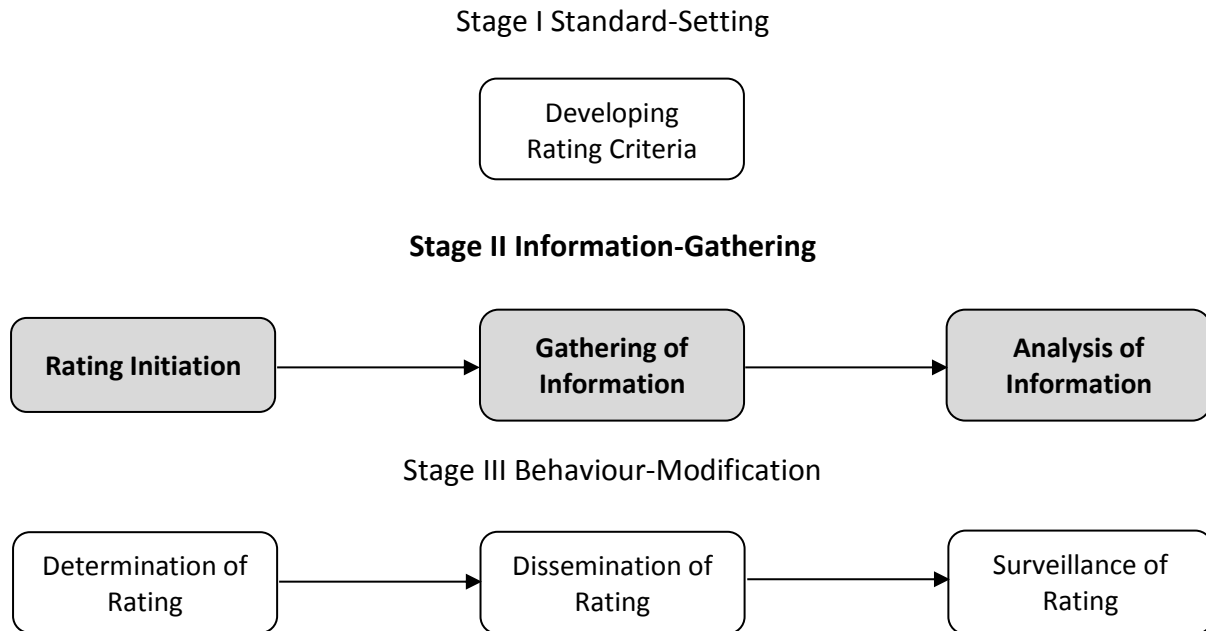 Stage I Standard-Setting
Developing
Rating Criteria
Stage II Information-Gathering
Rating Initiation
Gathering of
Information
Analysis of
Information
Stage III Behaviour-Modification
Determination of
Rating
Dissemination of
Rating
Surveillance of
Rating